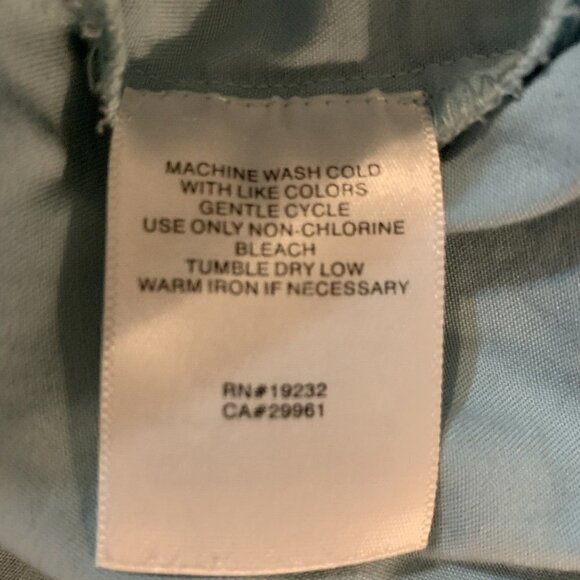 MACHINE WASH COLD
WITH LIKE COLORS
GENTLE CYCLE
USE ONLY NON-CHLORINE
BLEACH
TUMBLE DRY LOW
WARM IRON IF NECESSARY
RN#19232
CA#29961